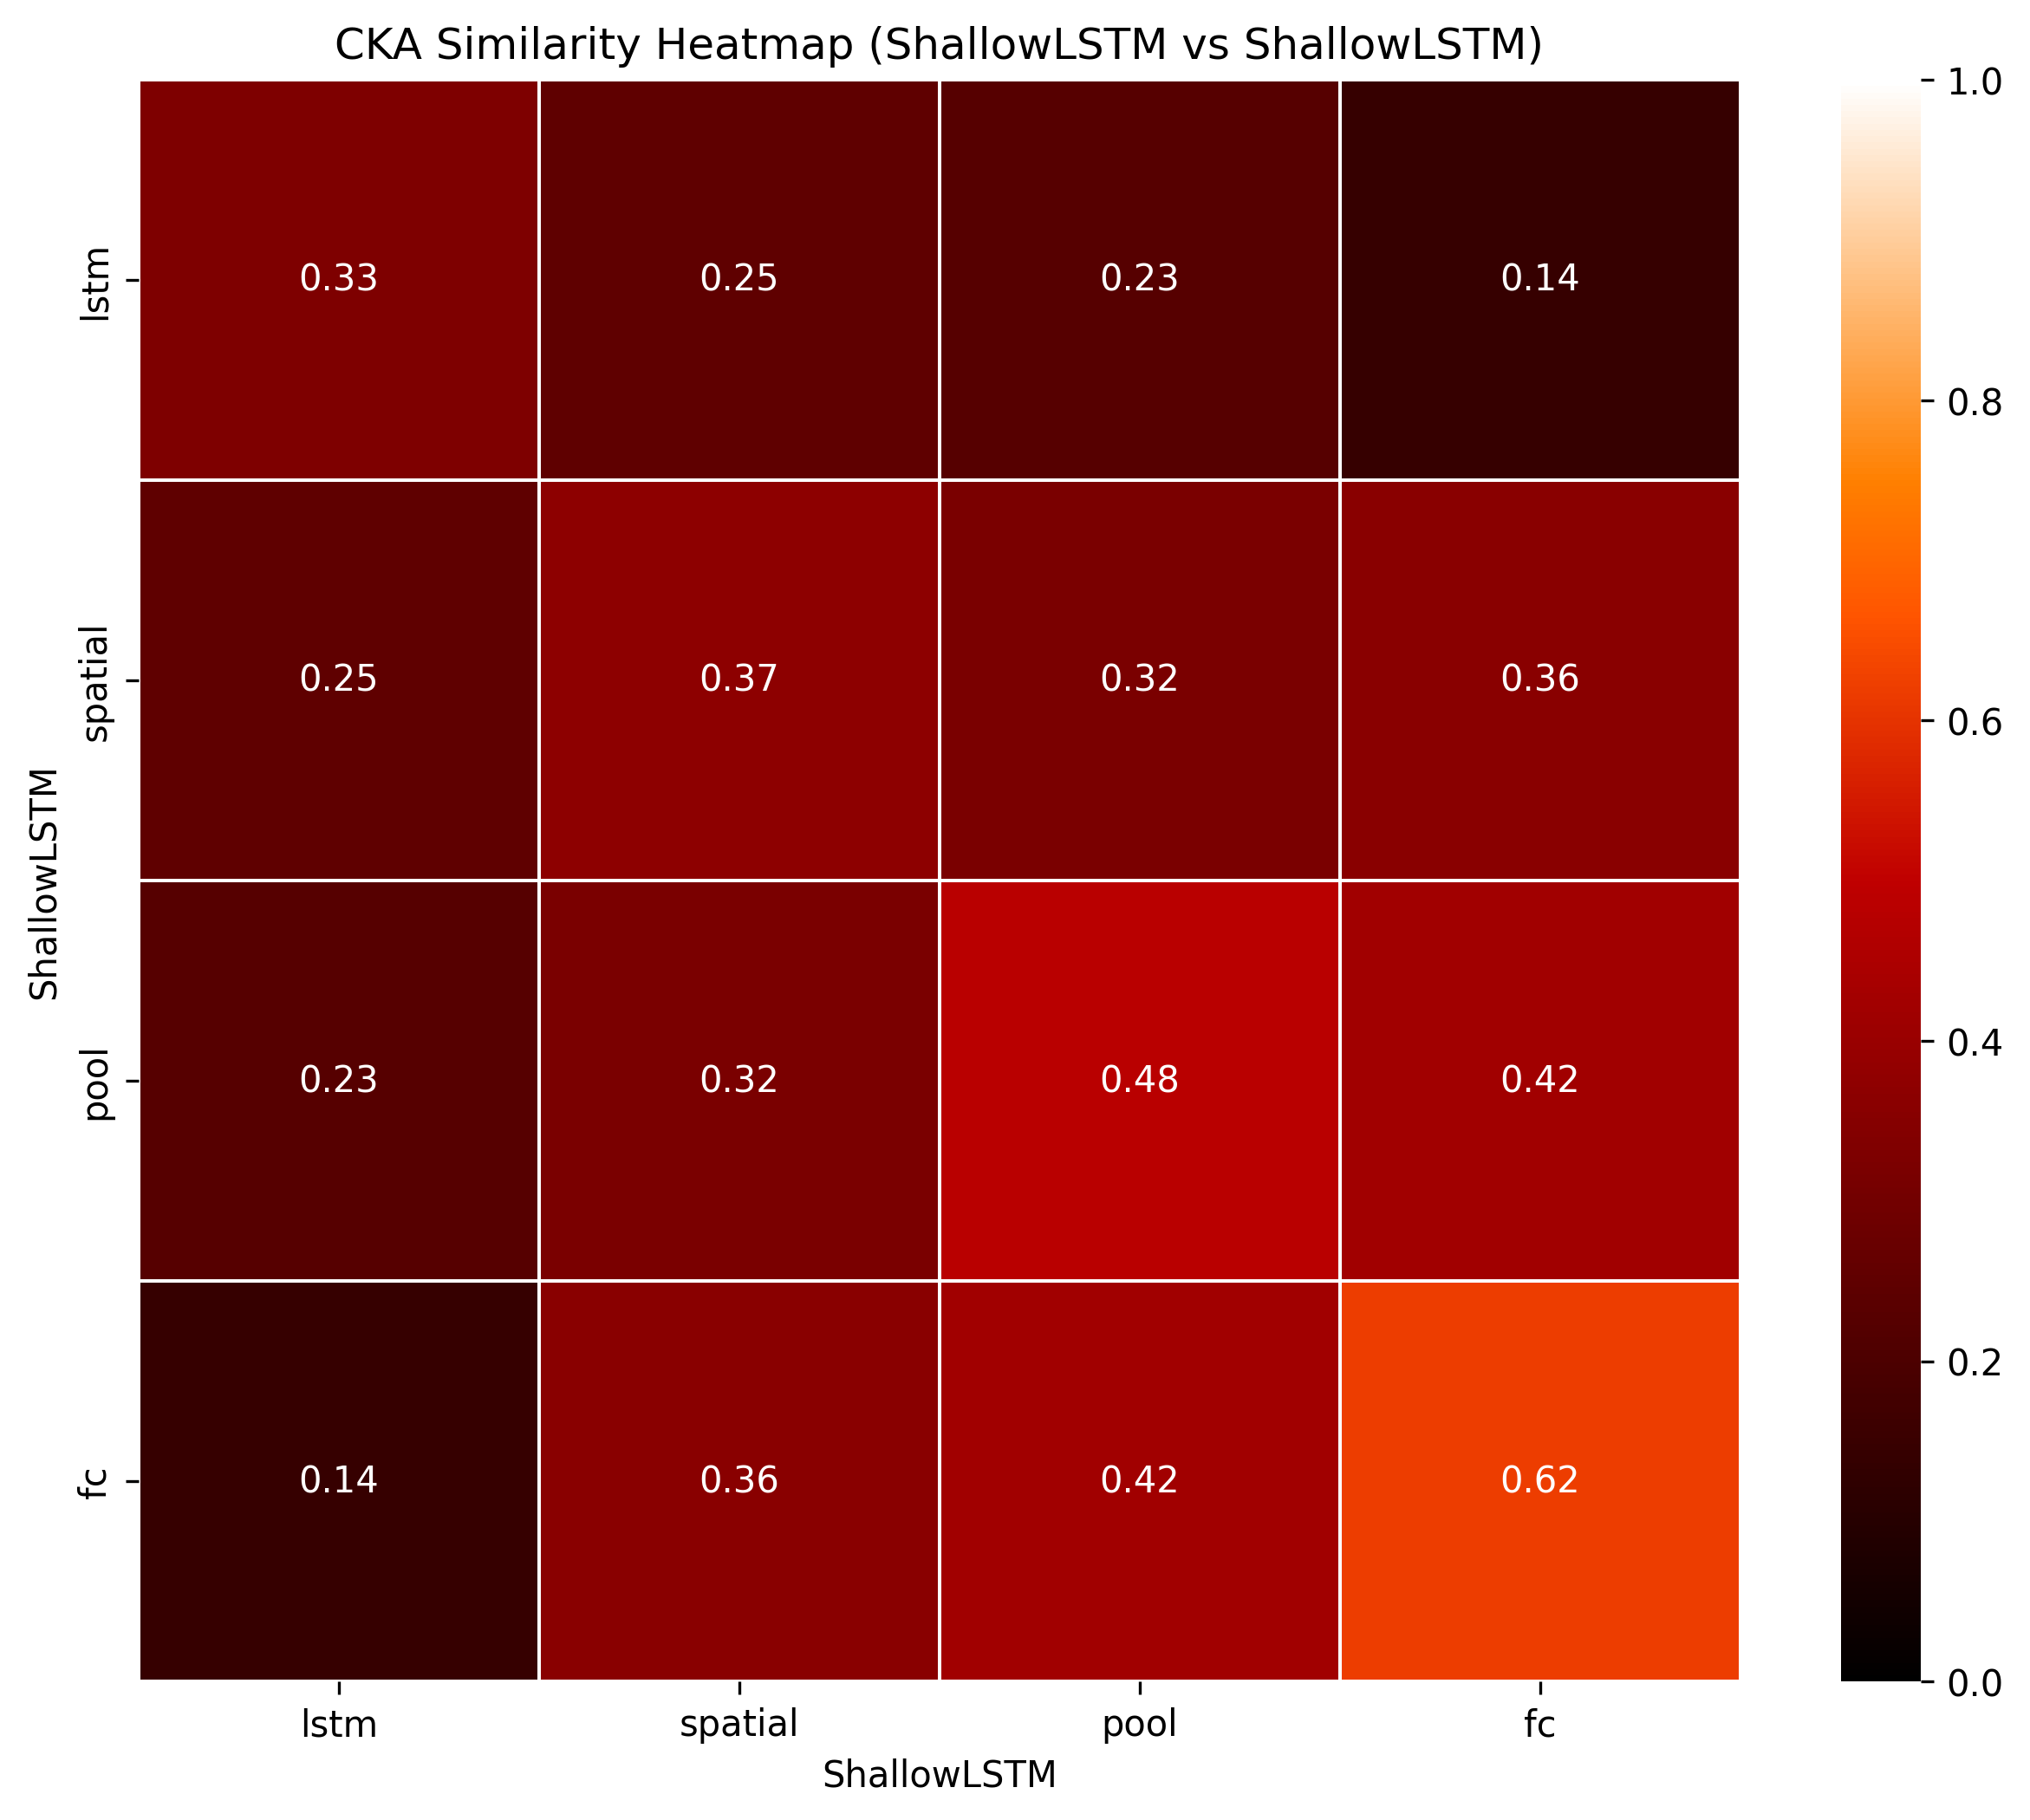 CKA Similarity Heatmap (ShallowLSTM vs ShallowLSTM)
ShallowLSTM
lstm
0.33 0.25 0.23 0.14
spatial
0.25 0.37 0.32 0.36
pool
0.23 0.32 0.48 0.42
fc
0.14 0.36 0.42 0.62
lstm spatial pool fc
ShallowLSTM
1.0
0.8
0.6
0.4
0.2
0.0